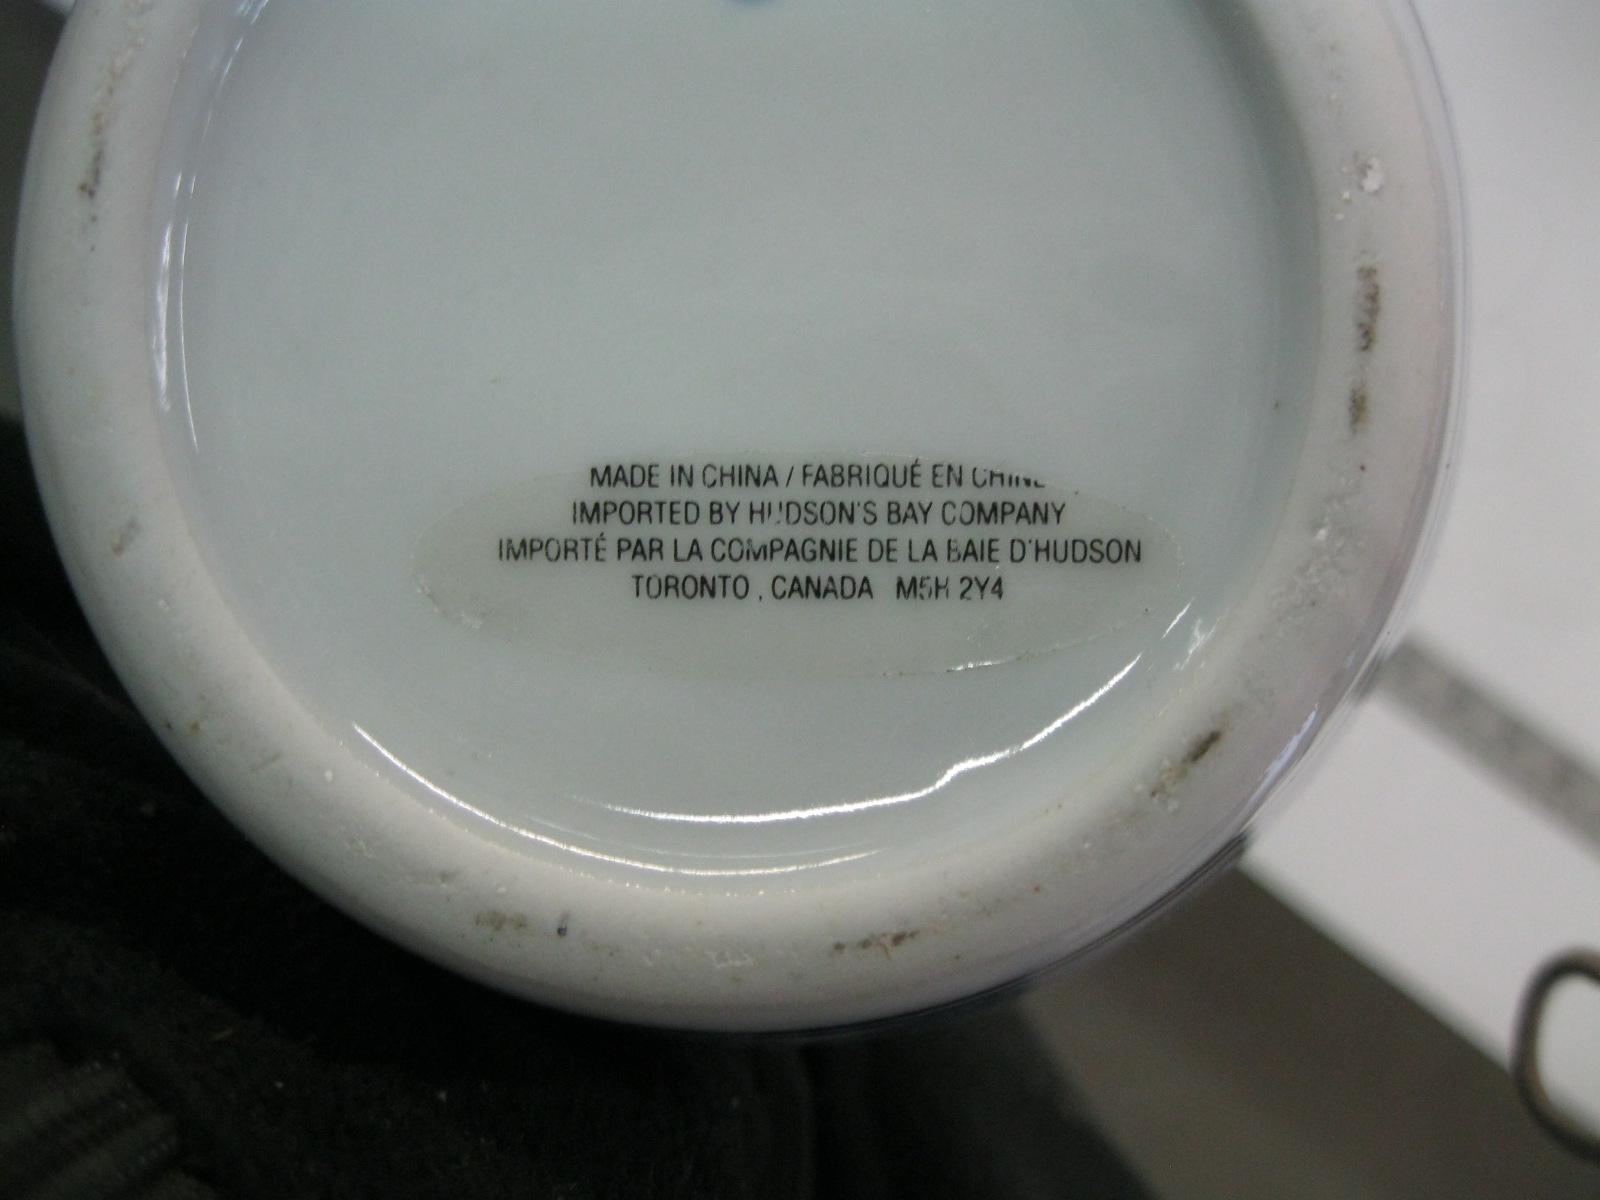 MADE IN CHINA / FABRIQUÉ EN CHINE
IMPORTED BY HUDSON'S BAY COMPANY
IMPORTÉ PAR LA COMPAGNIE DE LA BAIE D'HUDSON
TORONTO , CANADA M5H 2Y4